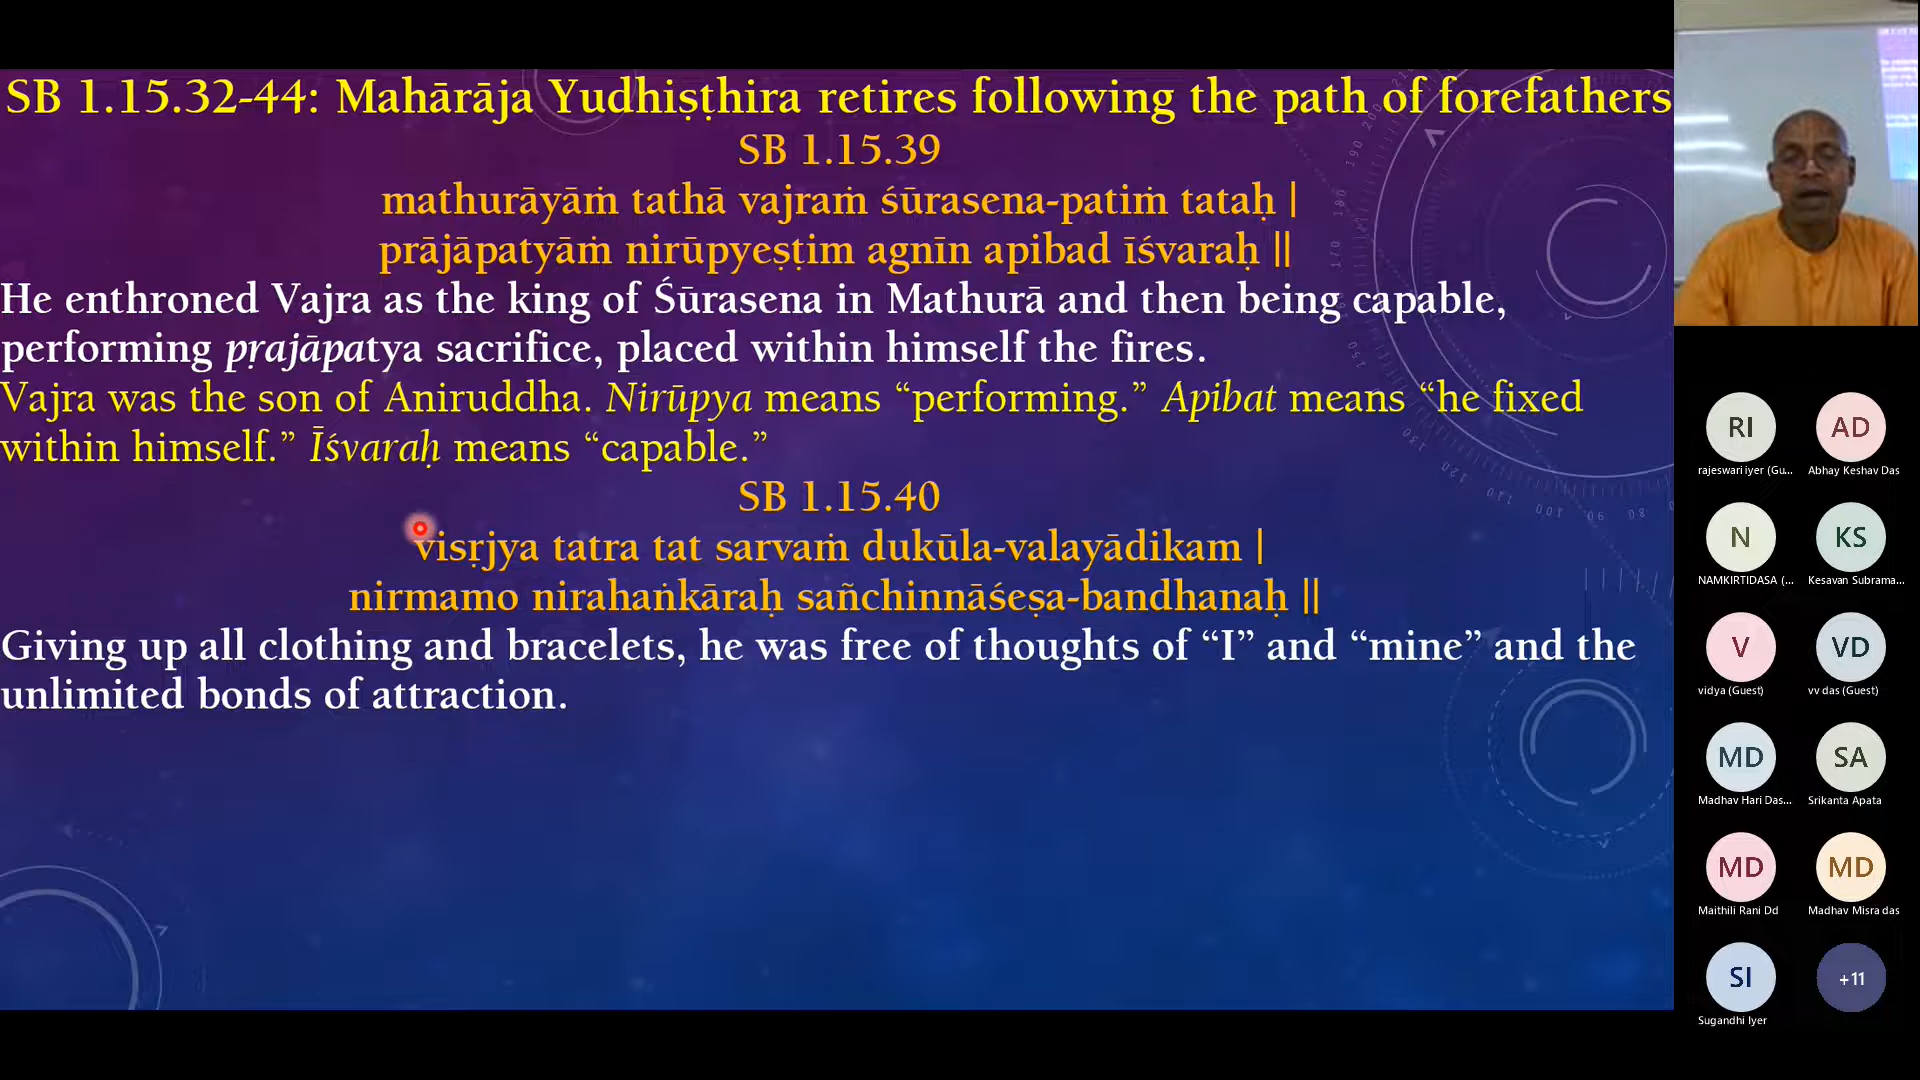 SB 1.15.32-44: Mahārāja Yudhiṣṭhira retires following the path of forefathers
SB 1.15.39
mathurāyāṁ tathā vajraṁ śūrasena-patiṁ tataḥ |
prājāpatyāṁ nirūpyeṣṭim agnīn apibad īśvaraḥ ||
He enthroned Vajra as the king of Śūrasena in Mathurā and then being capable,
performing pṛajāpatya sacrifice, placed within himself the fires.
Vajra was the son of Aniruddha. Nirūpya means “performing.” Apibat means “he fixed
within himself.” Īśvaraḥ means “capable.”
SB 1.15.40
visṛjya tatra tat sarvaṁ dukūla-valayādikam |
nirmamo nirahaṅkāraḥ sañchinnāśeṣa-bandhanaḥ ||
Giving up all clothing and bracelets, he was free of thoughts of “I” and “mine” and the
unlimited bonds of attraction.
RI
rajeswari iyer (Gu...
AD
Abhay Keshav Das
N
NAMKIRTIDASA (...
KS
Kesavan Subrama...
V
vidya (Guest)
VD
vv das (Guest)
MD
Madhav Hari Das...
SA
Srikanta Apata
MD
Maithili Rani Dd
MD
Madhav Misra das
SI
Sugandhi Iyer
+11